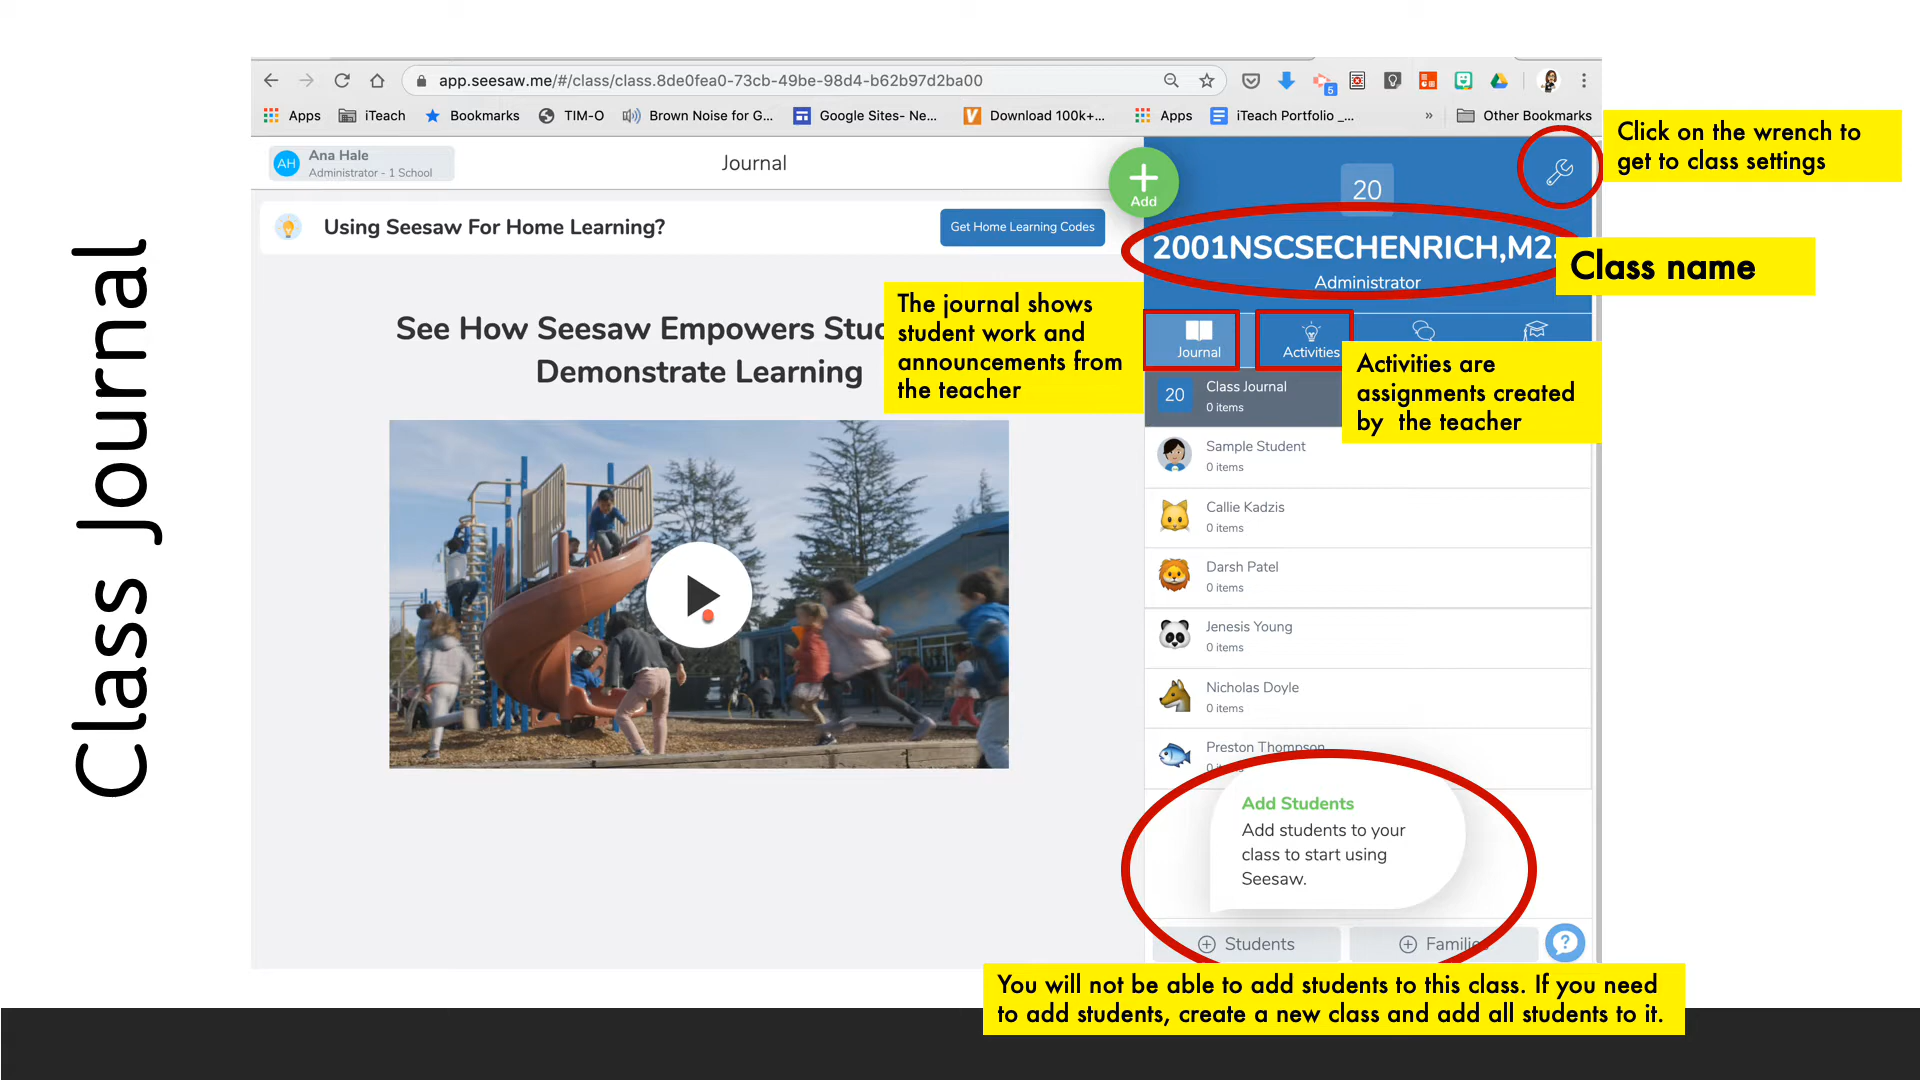 Class Journal
app.seesaw.me/#/class/class.8de0fea0-73cb-49be-98d4-b62b97d2ba00
5
Apps
iTeach
Bookmarks
TIM-O
Brown Noise for G...
Google Sites- Ne...
Download 100k+...
Apps
iTeach Portfolio _...
»
Other Bookmarks
AH
Ana Hale
Administrator - 1 School
Journal
Add
20
Click on the wrench to
get to class settings
Using Seesaw For Home Learning?
Get Home Learning Codes
2001NSCSECHENRICH,M2
Administrator
Class name
See How Seesaw Empowers Stu
Demonstrate Learning
The journal shows
student work and
announcements from
the teacher
Journal
Activities
Activities are
assignments created
by the teacher
20
Class Journal
0 items
Sample Student
0 items
Callie Kadzis
0 items
Darsh Patel
0 items
Jenesis Young
0 items
Nicholas Doyle
0 items
Preston Thompson
Add Students
Add students to your
class to start using
Seesaw.
Students
Families
?
You will not be able to add students to this class. If you need
to add students, create a new class and add all students to it.